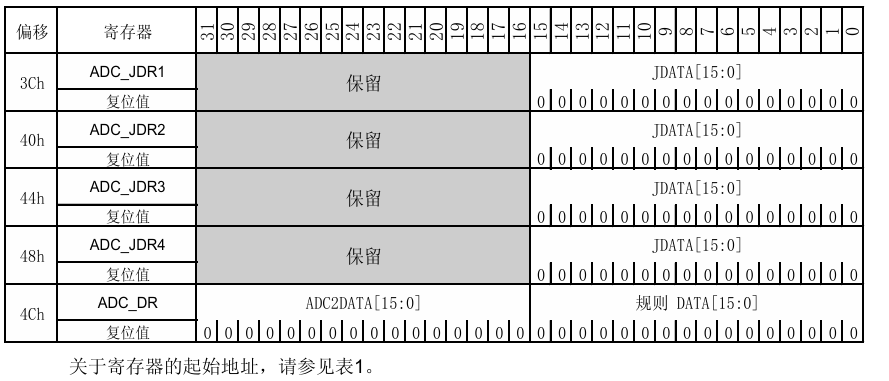 偏移 寄存器 31 30 29 28 27 26 25 24 23 22 21 20 19 18 17 16 15 14 13 12 11 10 9 8 7 6 5 4 3 2 1 0
3Ch ADC_JDR1 保留 JDATA[15:0]
复位值 0 0 0 0 0 0 0 0 0 0 0 0 0 0 0 0
40h ADC_JDR2 保留 JDATA[15:0]
复位值 0 0 0 0 0 0 0 0 0 0 0 0 0 0 0 0
44h ADC_JDR3 保留 JDATA[15:0]
复位值 0 0 0 0 0 0 0 0 0 0 0 0 0 0 0 0
48h ADC_JDR4 保留 JDATA[15:0]
复位值 0 0 0 0 0 0 0 0 0 0 0 0 0 0 0 0
4Ch ADC_DR ADC2DATA[15:0] 规则 DATA[15:0]
复位值 0 0 0 0 0 0 0 0 0 0 0 0 0 0 0 0 0 0 0 0 0 0 0 0 0 0 0 0 0 0 0 0
关于寄存器的起始地址，请参见表1。